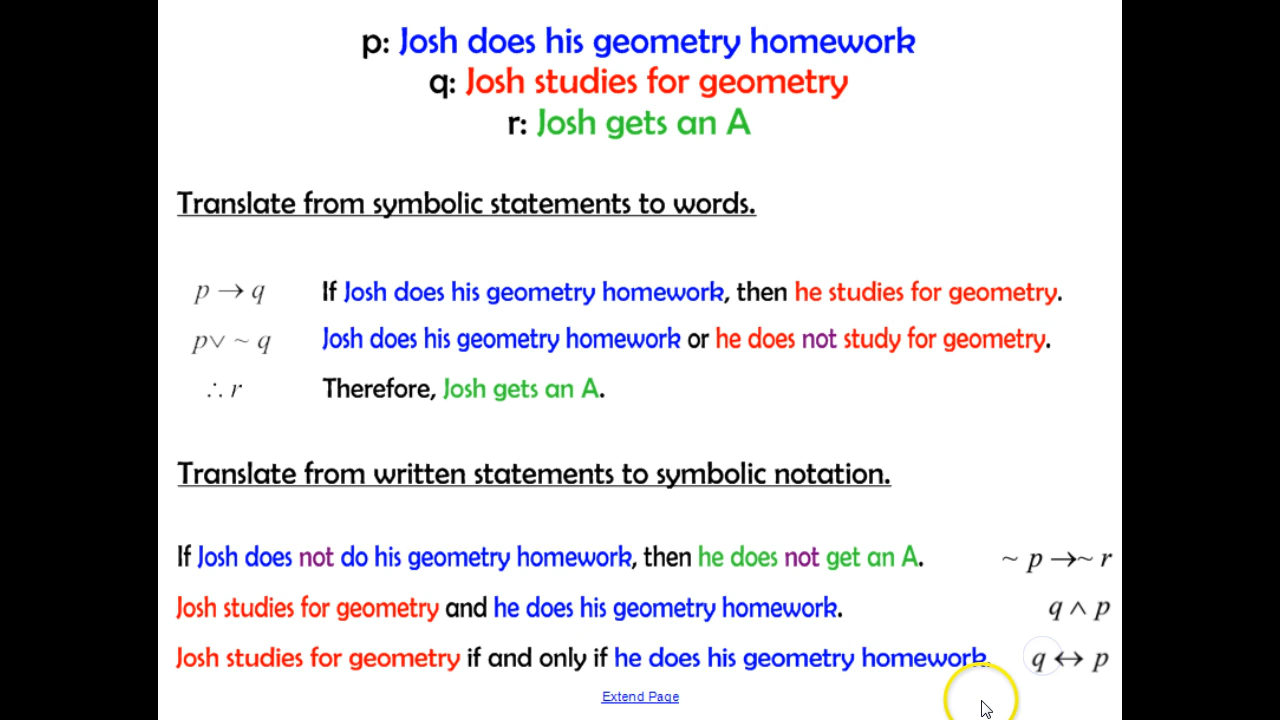 p: Josh does his geometry homework
q: Josh studies for geometry
r: Josh gets an A
Translate from symbolic statements to words.
p → q If Josh does his geometry homework, then he studies for geometry.
p ∨ ~ q Josh does his geometry homework or he does not study for geometry.
∴ r Therefore, Josh gets an A.
Translate from written statements to symbolic notation.
If Josh does not do his geometry homework, then he does not get an A. ~ p →~ r
Josh studies for geometry and he does his geometry homework. q ∧ p
Josh studies for geometry if and only if he does his geometry homework. q ↔ p
Extend Page